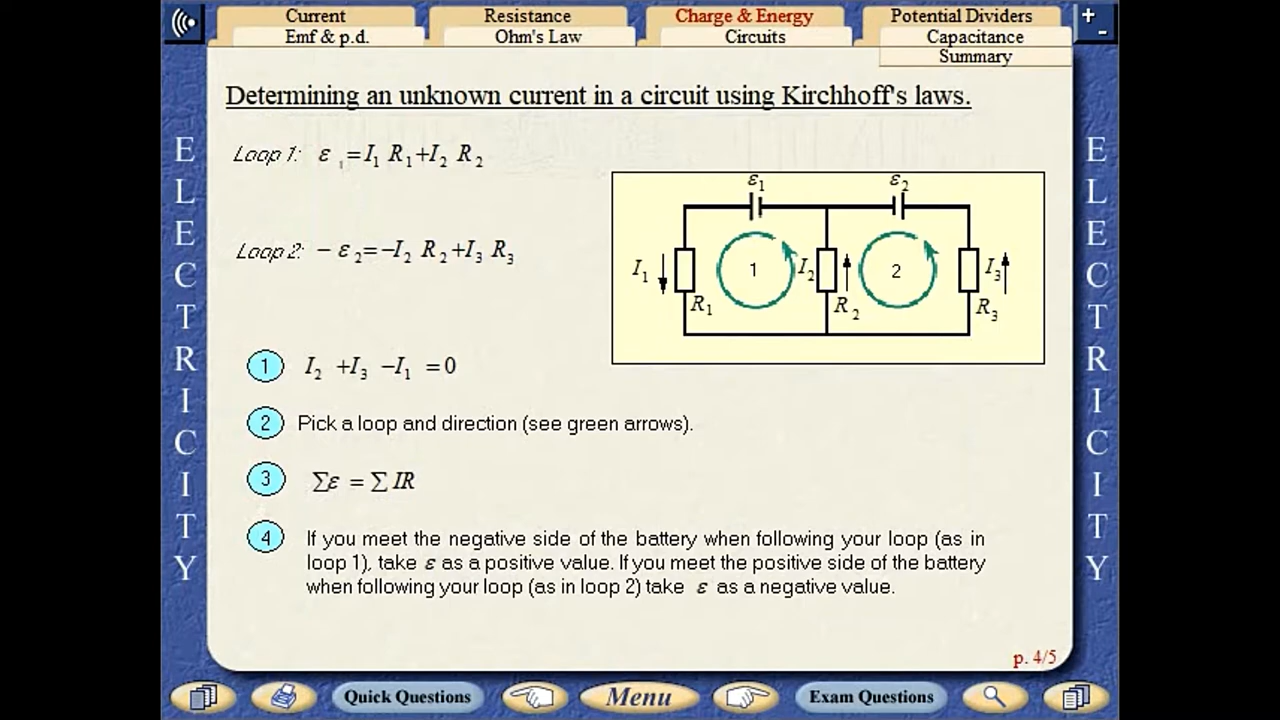 Current
Resistance
Charge & Energy
Potential Dividers
+
-
Emf & p.d.
Ohm's Law
Circuits
Capacitance
Summary
Determining an unknown current in a circuit using Kirchhoff's laws.
ELECTRICITY
Loop 1: ε₁=I₁ R₁+I₂ R₂
Loop 2: − ε₂=−I₂ R₂+I₃ R₃
ε₁
ε₂
I₁
R₁
1
I₂
R₂
2
I₃
R₃
1 I₂ +I₃ −I₁ =0
2 Pick a loop and direction (see green arrows).
3 ∑ε = ∑ IR
4 If you meet the negative side of the battery when following your loop (as in
loop 1), take ε as a positive value. If you meet the positive side of the battery
when following your loop (as in loop 2) take ε as a negative value.
ELECTRICITY
p. 4/5
Quick Questions
Menu
Exam Questions